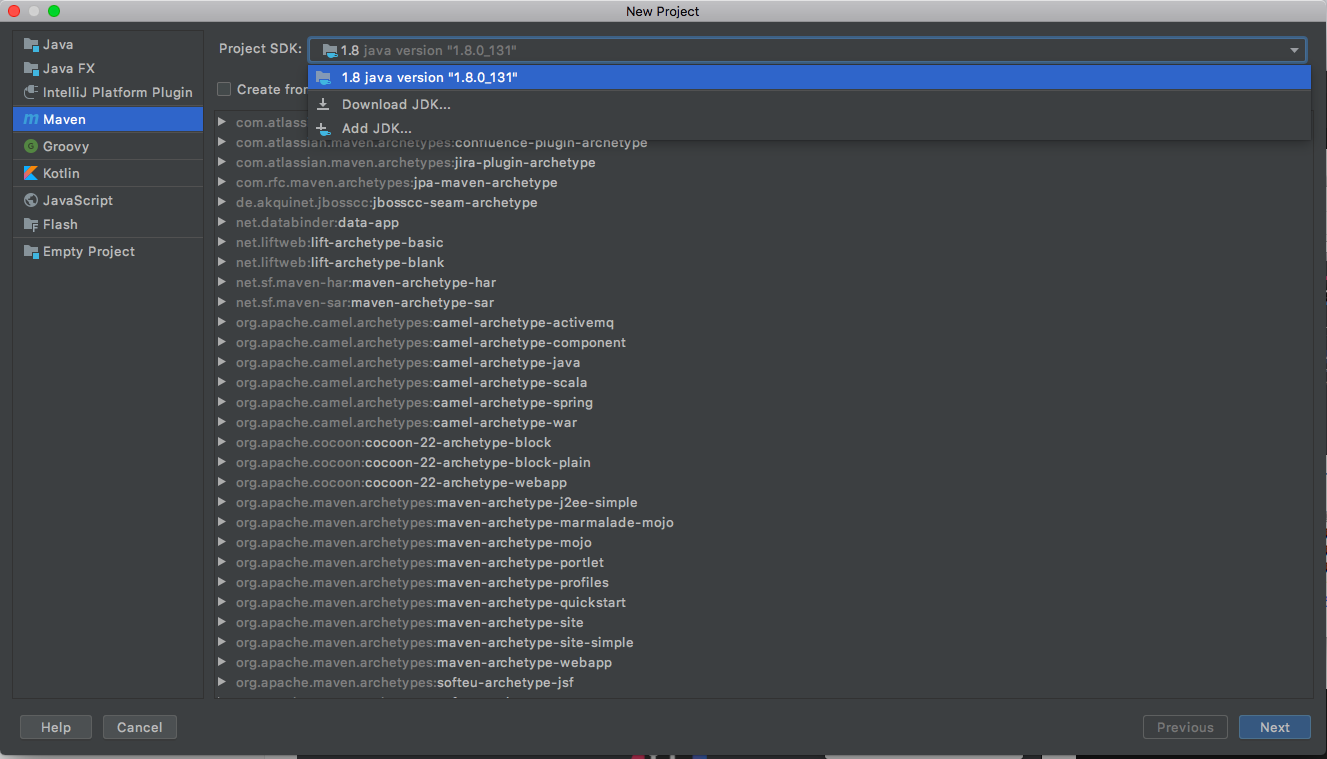 New Project
Java
Java FX
IntelliJ Platform Plugin
Maven
Groovy
Kotlin
JavaScript
Flash
Empty Project
Project SDK: 1.8 java version "1.8.0_131"
1.8 java version "1.8.0_131"
Download JDK...
Add JDK...
Create from
com.atlass
com.atlassian.maven.archetypes:confluence-plugin-archetype
com.atlassian.maven.archetypes:jira-plugin-archetype
com.rfc.maven.archetypes:jpa-maven-archetype
de.akquinet.jbosscc:jbosscc-seam-archetype
net.databinder:data-app
net.liftweb:lift-archetype-basic
net.liftweb:lift-archetype-blank
net.sf.maven-har:maven-archetype-har
net.sf.maven-sar:maven-archetype-sar
org.apache.camel.archetypes:camel-archetype-activemq
org.apache.camel.archetypes:camel-archetype-component
org.apache.camel.archetypes:camel-archetype-java
org.apache.camel.archetypes:camel-archetype-scala
org.apache.camel.archetypes:camel-archetype-spring
org.apache.camel.archetypes:camel-archetype-war
org.apache.cocoon:cocoon-22-archetype-block
org.apache.cocoon:cocoon-22-archetype-block-plain
org.apache.cocoon:cocoon-22-archetype-webapp
org.apache.maven.archetypes:maven-archetype-j2ee-simple
org.apache.maven.archetypes:maven-archetype-marmalade-mojo
org.apache.maven.archetypes:maven-archetype-mojo
org.apache.maven.archetypes:maven-archetype-portlet
org.apache.maven.archetypes:maven-archetype-profiles
org.apache.maven.archetypes:maven-archetype-quickstart
org.apache.maven.archetypes:maven-archetype-site
org.apache.maven.archetypes:maven-archetype-site-simple
org.apache.maven.archetypes:maven-archetype-webapp
org.apache.maven.archetypes:softeu-archetype-jsf
Help
Cancel
Previous
Next